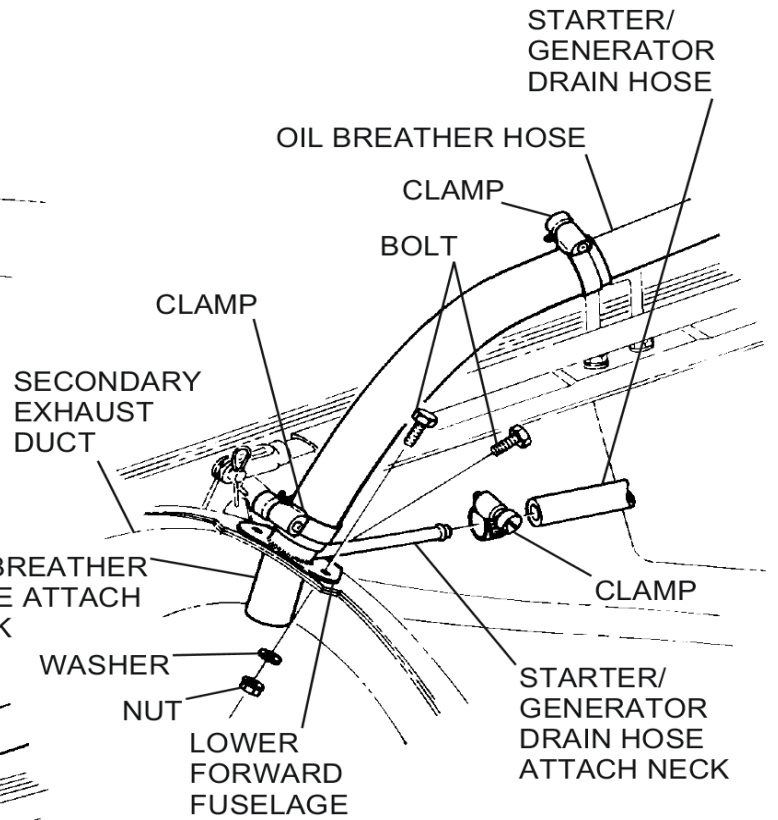 STARTER/
GENERATOR
DRAIN HOSE
OIL BREATHER HOSE
CLAMP
BOLT
CLAMP
SECONDARY
EXHAUST
DUCT
BREATHER
ATTACH
CLAMP
WASHER
NUT
LOWER
FORWARD
FUSELAGE
STARTER/
GENERATOR
DRAIN HOSE
ATTACH NECK